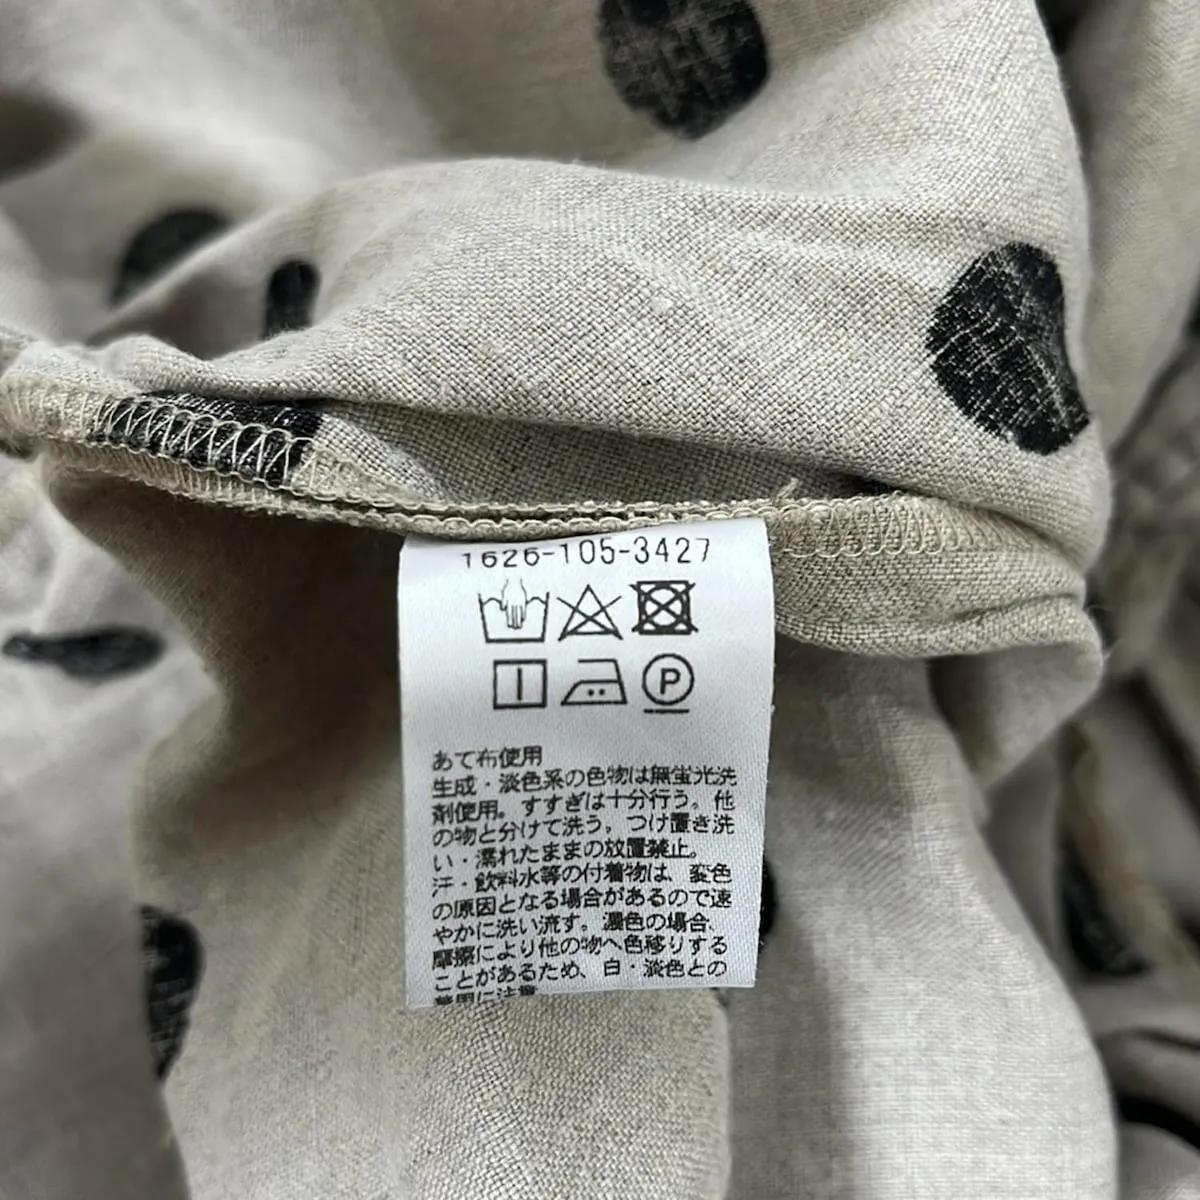 1626-105-3427
P
あて布使用
生成・淡色系の色物は無蛍光洗
剤使用。すすぎは十分行う。他
の物と分けて洗う。つけ置き洗
い・濡れたままの放置禁止。
汗・飲料水等の付着物は、変色
の原因となる場合があるので速
やかに洗い流す。濃色の場合、
摩擦により他の物へ色移りする
ことがあるため、白・淡色との
着用に注意